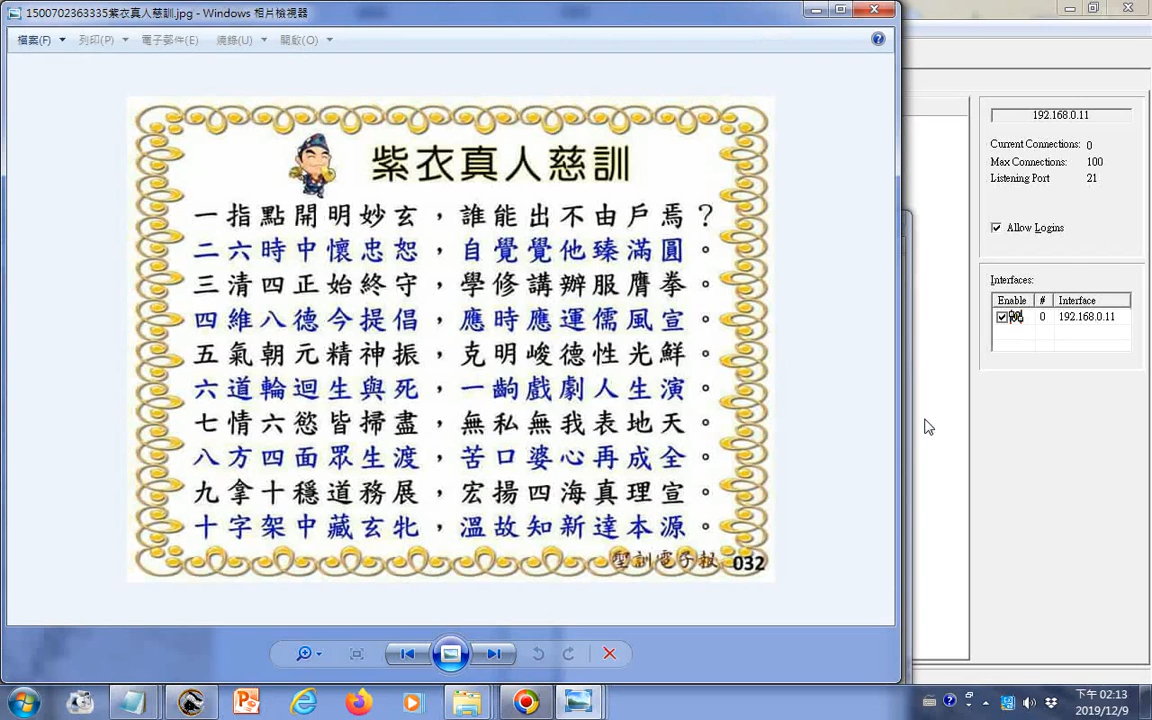 1500702363335紫衣真人慈訓.jpg - Windows 相片檢視器
檔案(F) 列印(P) 電子郵件(E) 燒錄(U) 開啟(O)
紫衣真人慈訓
一指點開明妙玄，誰能出不由戶焉？
二六時中懷忠恕，自覺覺他臻滿圓。
三清四正始終守，學修講辦服膺拳。
四維八德今提倡，應時應運儒風宣。
五氣朝元精神振，克明峻德性光鮮。
六道輪迴生與死，一齣戲劇人生演。
七情六慾皆掃盡，無私無我表地天。
八方四面眾生渡，苦口婆心再成全。
九拿十穩道務展，宏揚四海真理宣。
十字架中藏玄牝，溫故知新達本源。
聖訓電子報 032
192.168.0.11
Current Connections: 0
Max Connections: 100
Listening Port 21
Allow Logins
Interfaces:
Enable # Interface
0 192.168.0.11
下午 02:13
2019/12/9